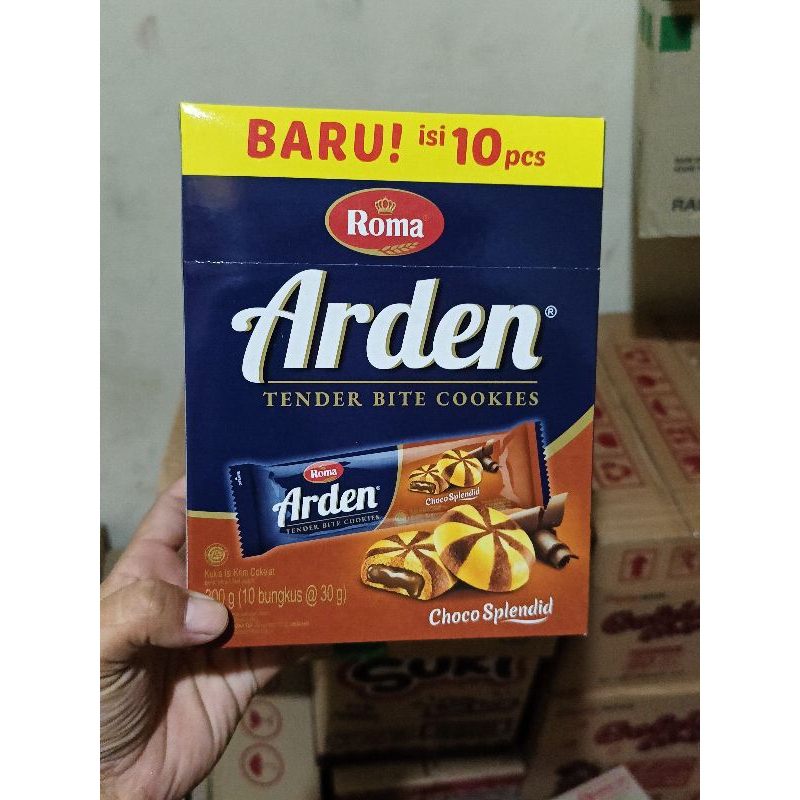 BARU! isi 10 pcs
Roma
Arden®
TENDER BITE COOKIES
Roma
Arden®
TENDER BITE COOKIES
Choco Splendid
Kukis Isi Krim Cokelat
300 g (10 bungkus @ 30 g)
Choco Splendid
SUKI